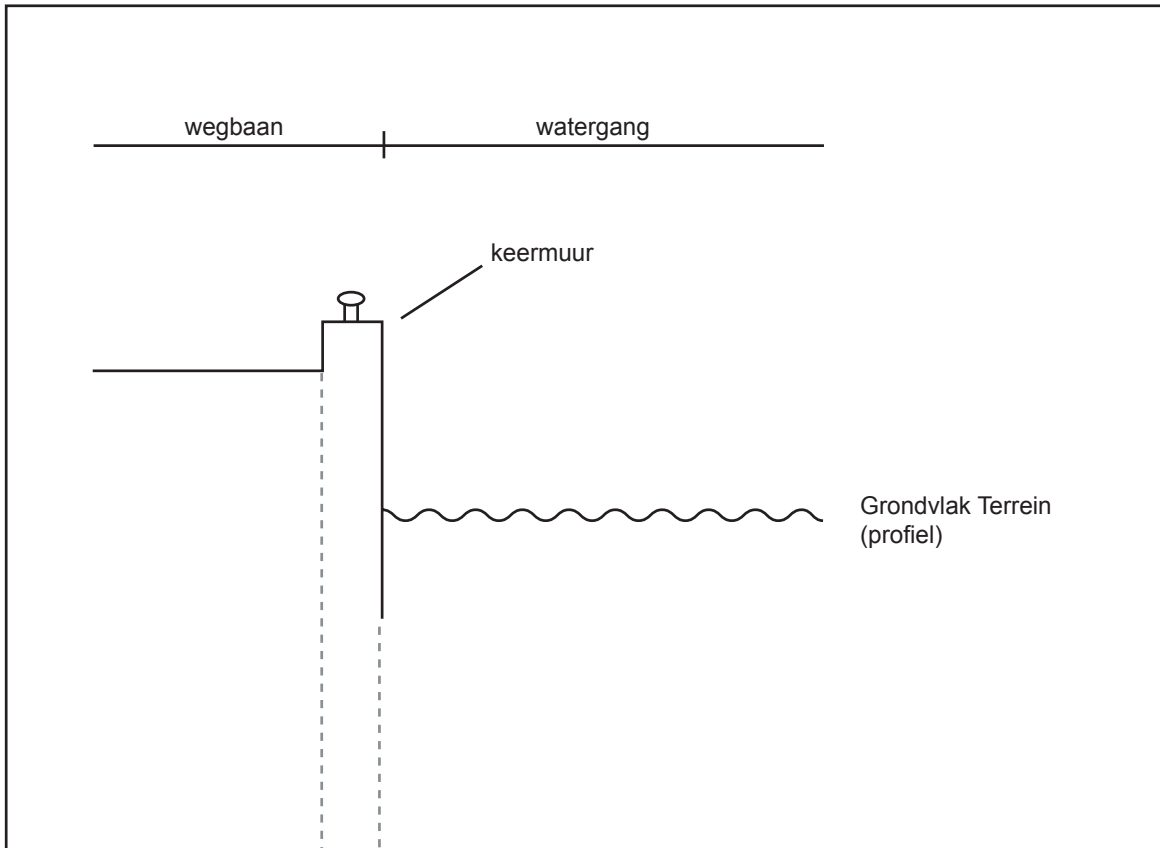 wegbaan
watergang
keermuur
Grondvlak Terrein
(profiel)